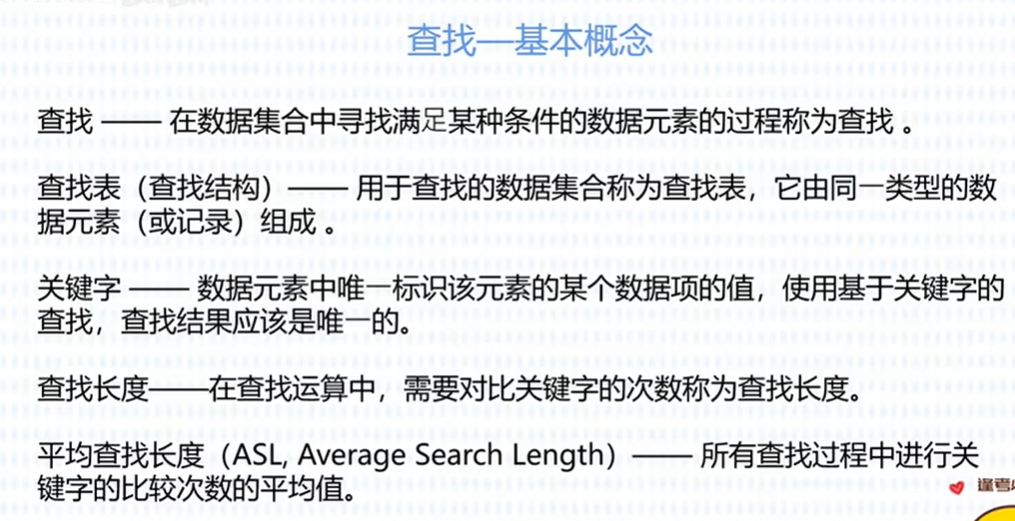 查找——基本概念
查找 ——— 在数据集合中寻找满足某种条件的数据元素的过程称为查找 。
查找表（查找结构）——— 用于查找的数据集合称为查找表，它由同一类型的数
据元素（或记录）组成 。
关键字 ——— 数据元素中唯一标识该元素的某个数据项的值，使用基于关键字的
查找，查找结果应该是唯一的。
查找长度———在查找运算中，需要对比关键字的次数称为查找长度。
平均查找长度（ASL, Average Search Length）——— 所有查找过程中进行关
键字的比较次数的平均值。
逢考